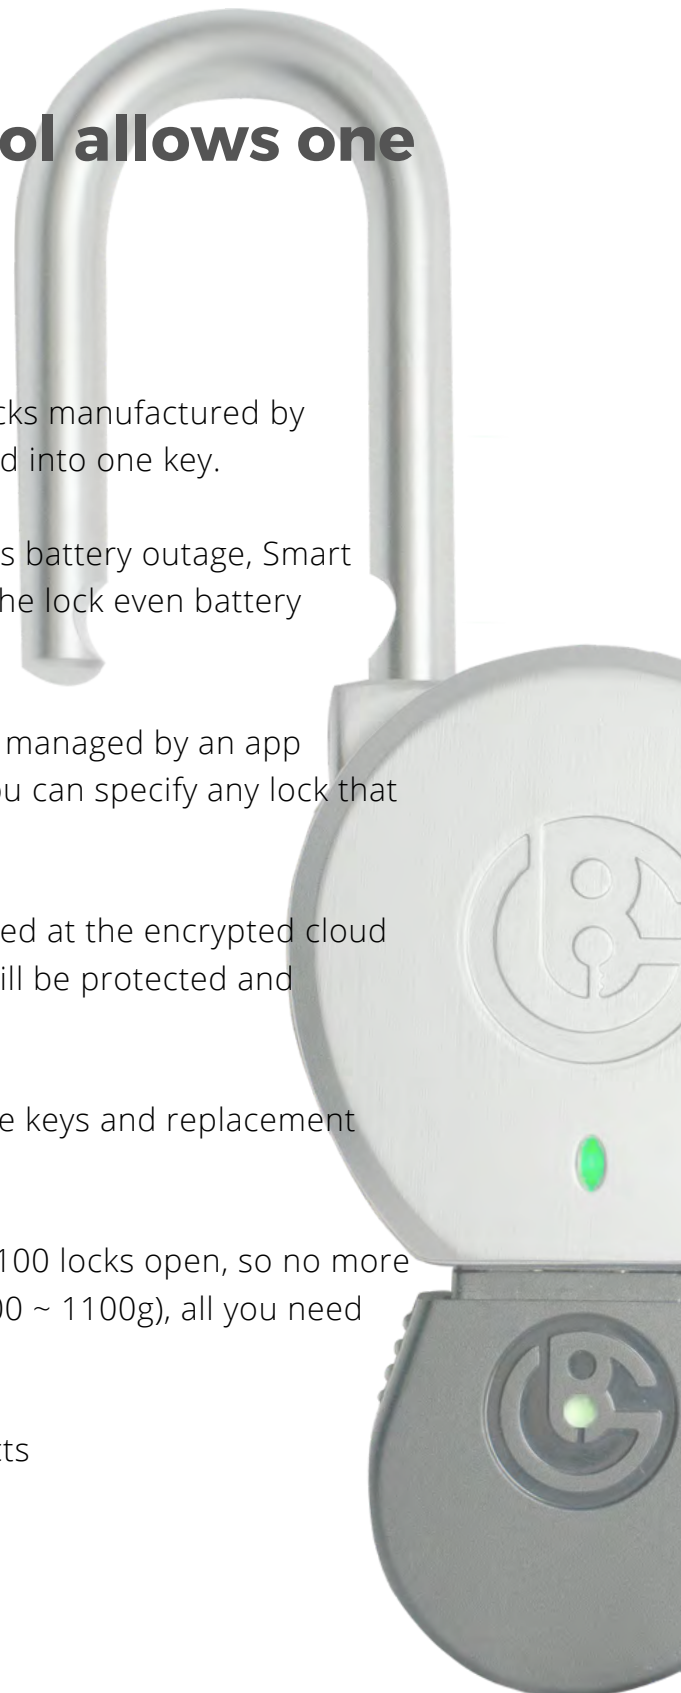 ol allows one
cks manufactured by
d into one key.
s battery outage, Smart
he lock even battery
managed by an app
ou can specify any lock that
ed at the encrypted cloud
ill be protected and
e keys and replacement
100 locks open, so no more
00 ~ 1100g), all you need
cts